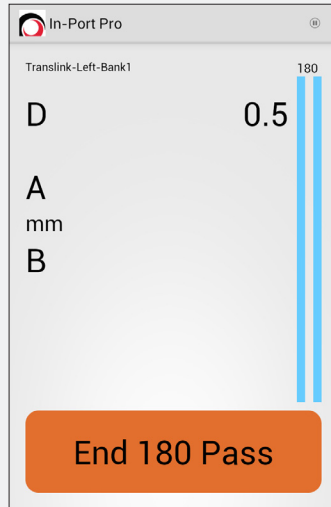 In-Port Pro
Translink-Left-Bank1
180
D 0.5
A
mm
B
End 180 Pass